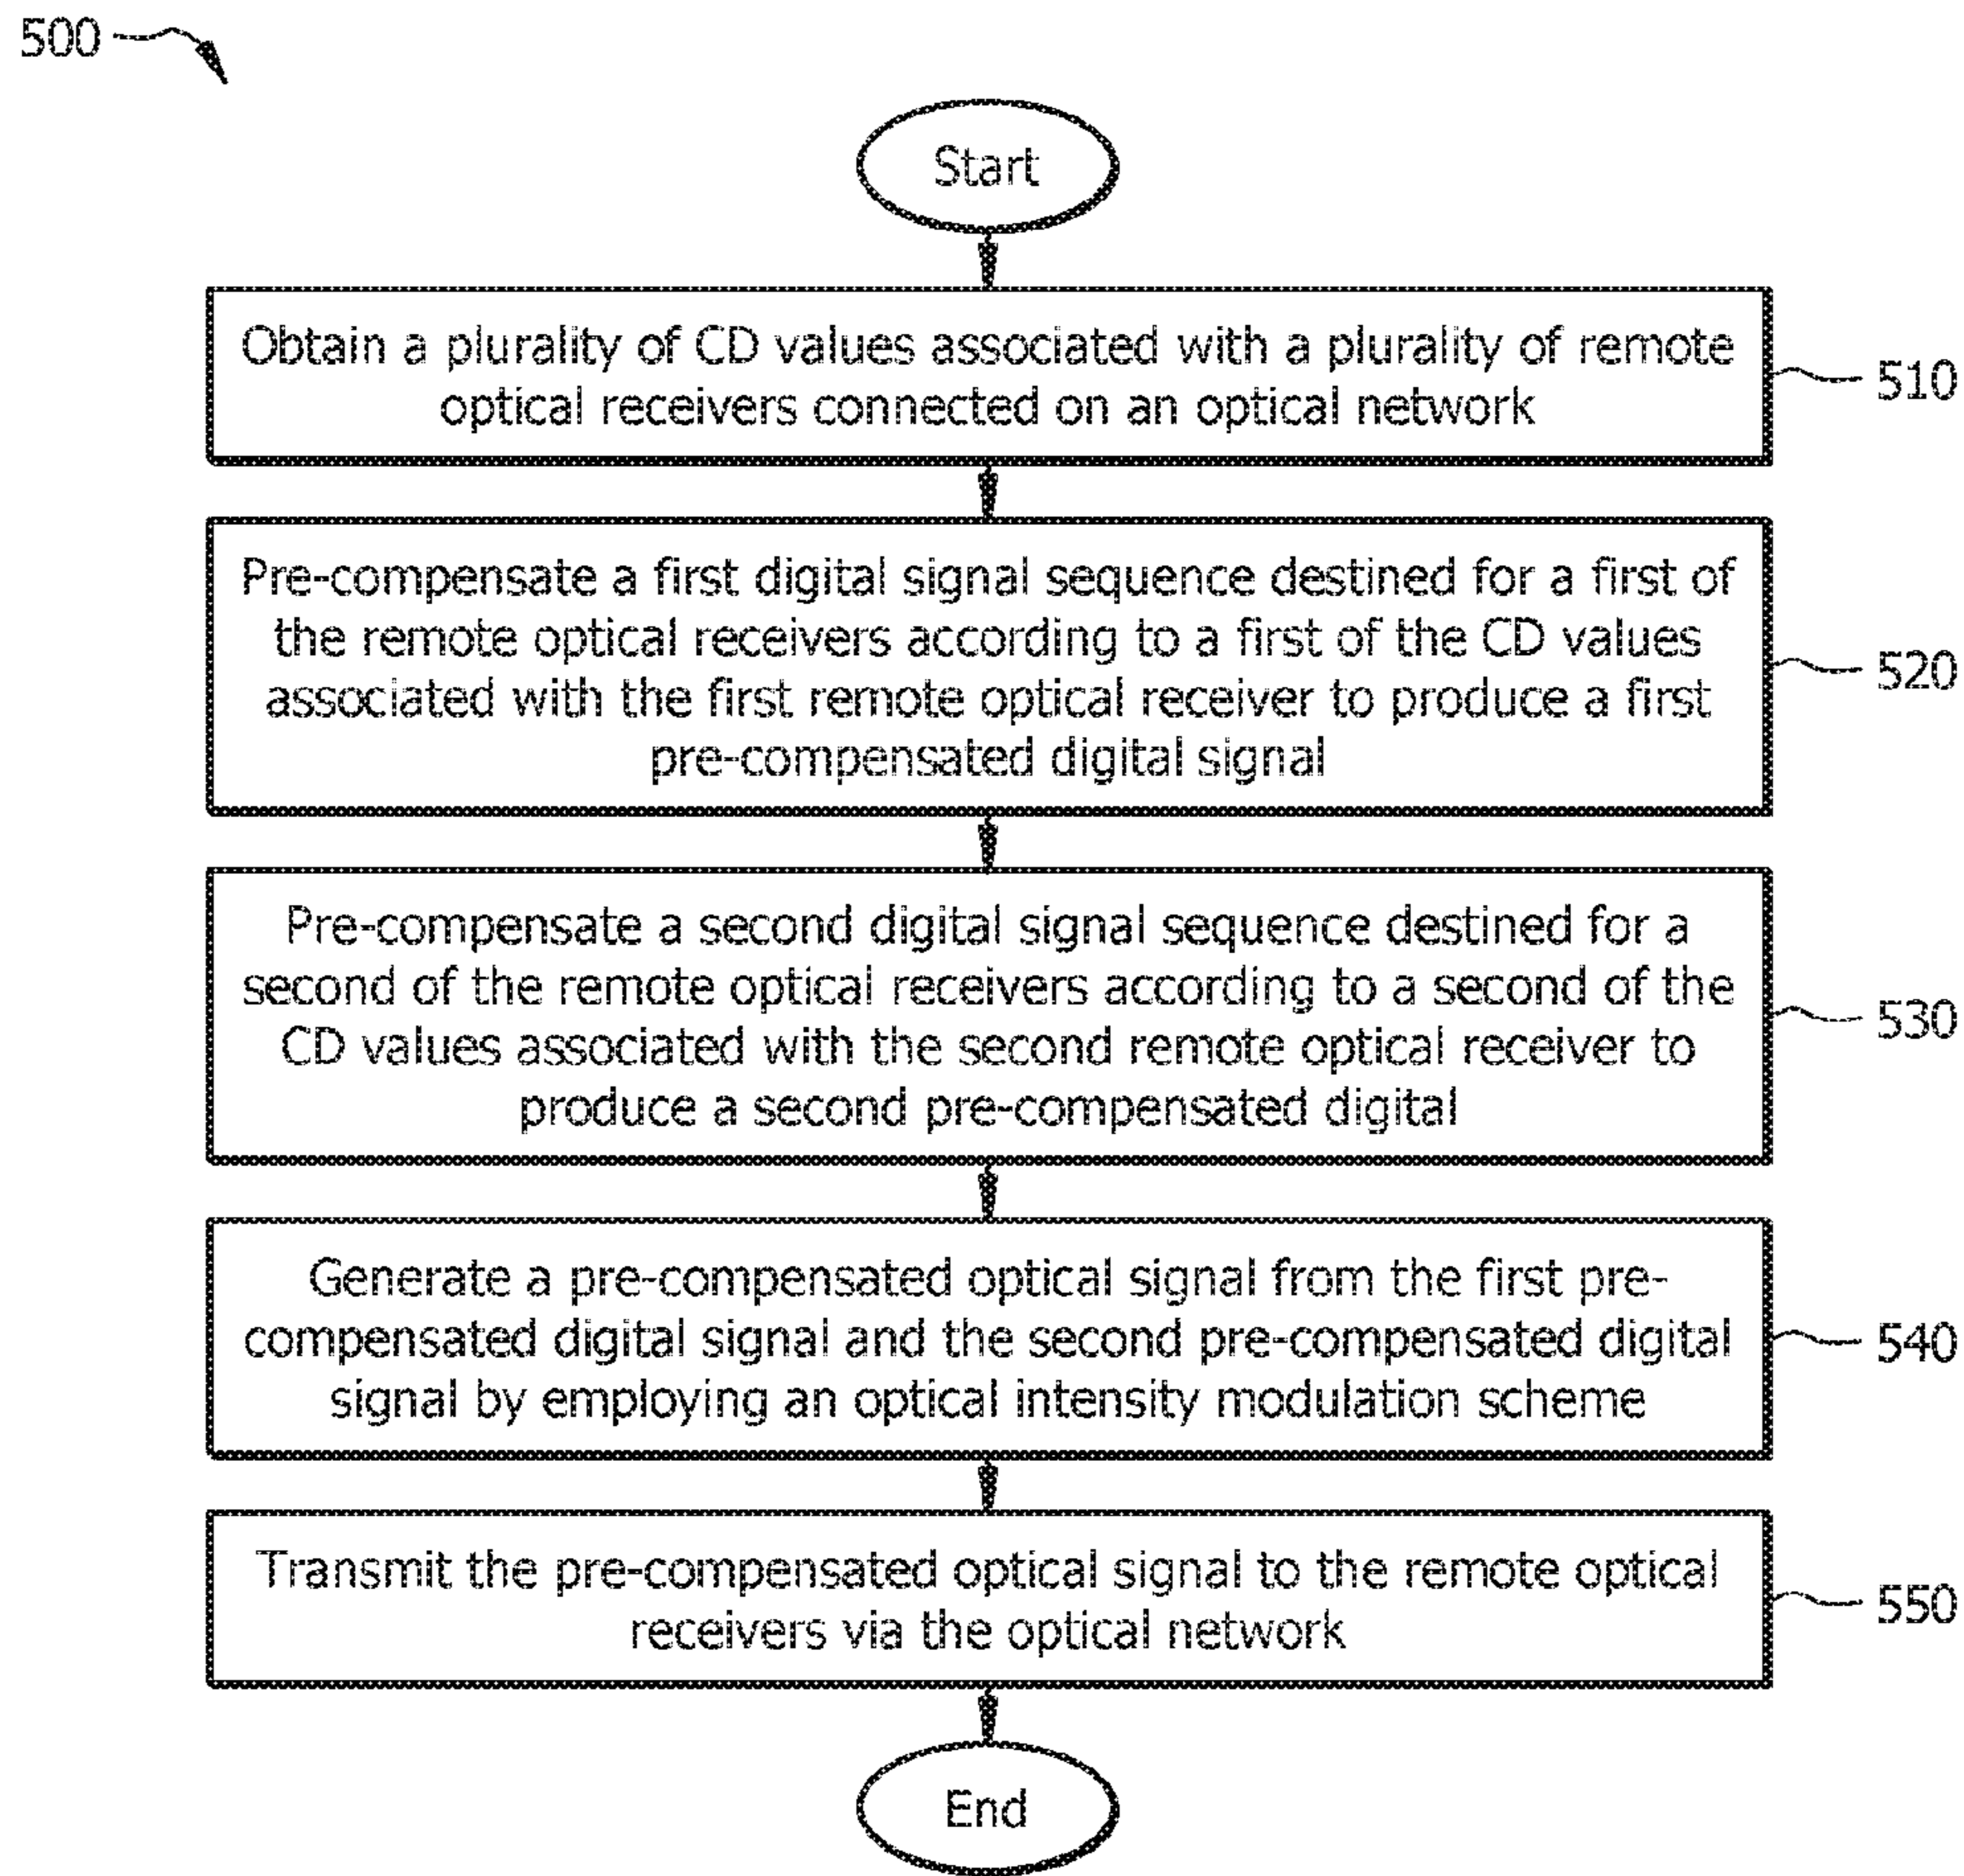 500
Start
Obtain a plurality of CD values associated with a plurality of remote
optical receivers connected on an optical network
510
Pre-compensate a first digital signal sequence destined for a first of
the remote optical receivers according to a first of the CD values
associated with the first remote optical receiver to produce a first
pre-compensated digital signal
520
Pre-compensate a second digital signal sequence destined for a
second of the remote optical receivers according to a second of the
CD values associated with the second remote optical receiver to
produce a second pre-compensated digital
530
Generate a pre-compensated optical signal from the first pre-
compensated digital signal and the second pre-compensated digital
signal by employing an optical intensity modulation scheme
540
Transmit the pre-compensated optical signal to the remote optical
receivers via the optical network
550
End